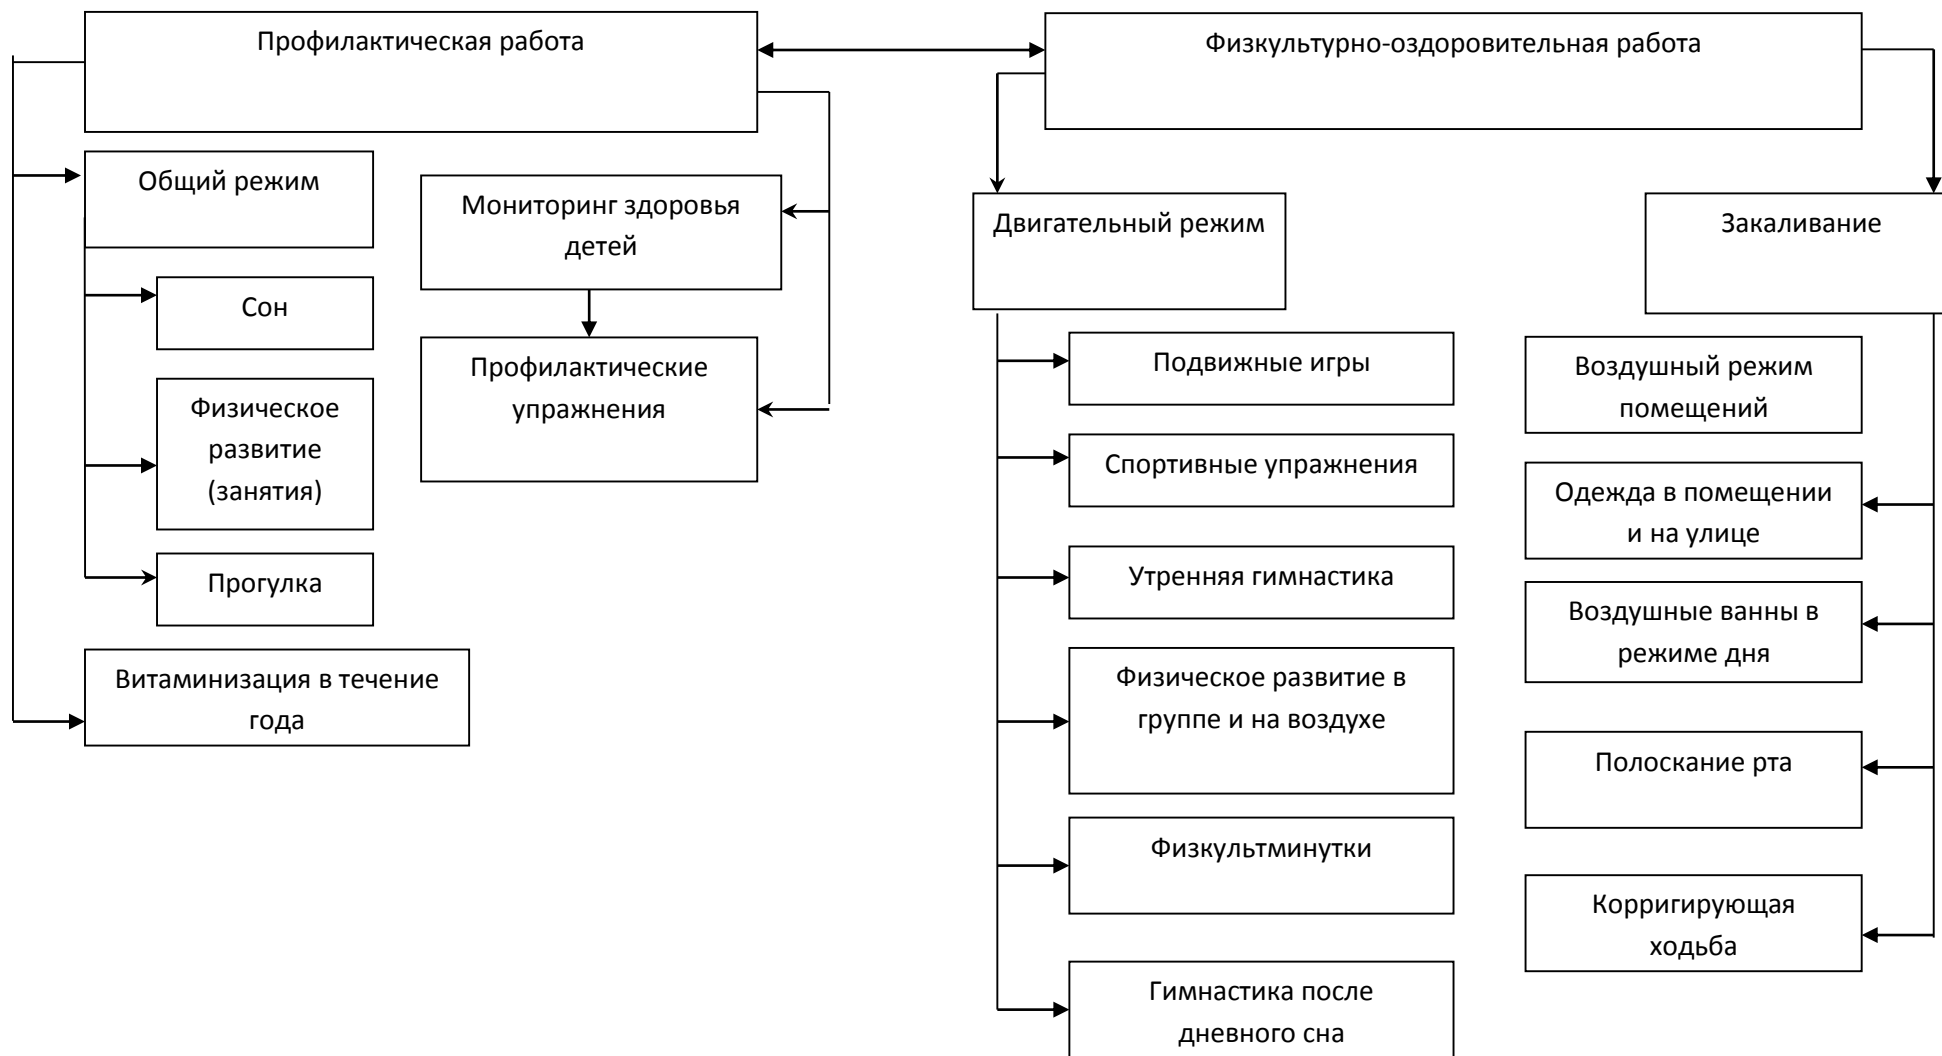 Профилактическая работа
Физкультурно-оздоровительная работа
Общий режим
Мониторинг здоровья
детей
Сон
Профилактические
упражнения
Физическое
развитие
(занятия)
Прогулка
Витаминизация в течение
года
Двигательный режим
Закаливание
Подвижные игры
Спортивные упражнения
Утренняя гимнастика
Физическое развитие в
группе и на воздухе
Физкультминутки
Гимнастика после
дневного сна
Воздушный режим
помещений
Одежда в помещении
и на улице
Воздушные ванны в
режиме дня
Полоскание рта
Корригирующая
ходьба